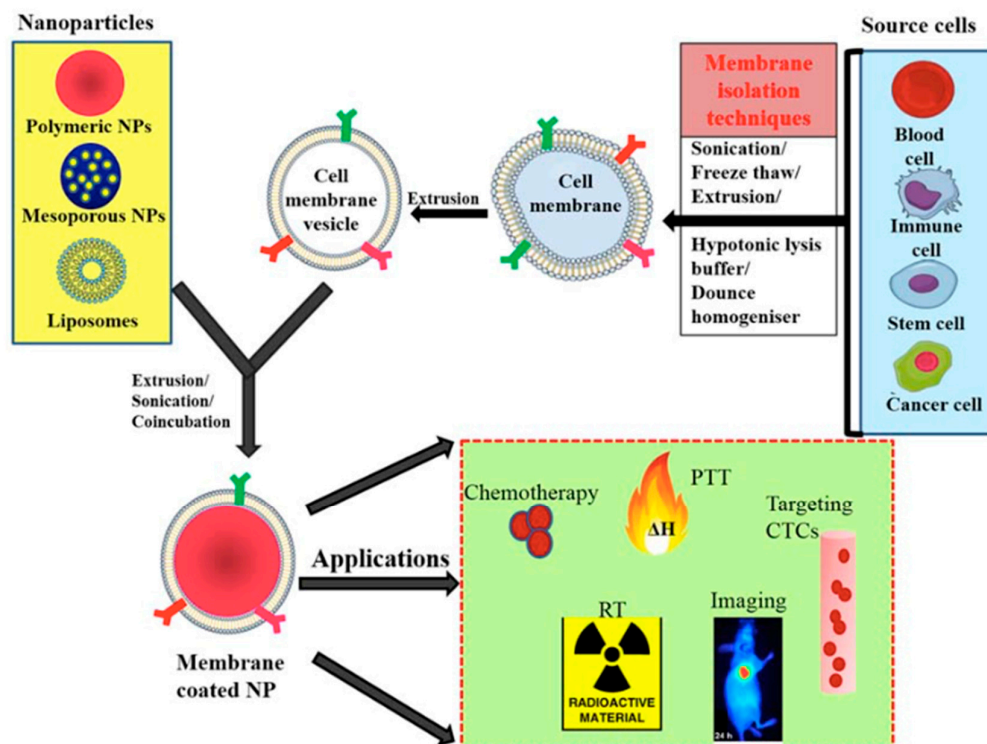 Nanoparticles
Polymeric NPs
Mesoporous NPs
Liposomes
Cell
membrane
vesicle
Extrusion
Cell
membrane
Membrane
isolation
techniques
Sonication/
Freeze thaw/
Extrusion/
Hypotonic lysis
buffer/
Dounce
homogeniser
Source cells
Blood
cell
Immune
cell
Stem cell
Cancer cell
Extrusion/
Sonication/
Coincubation
Membrane
coated NP
Applications
Chemotherapy
PTT
ΔH
Targeting
CTCs
RT
RADIOACTIVE
MATERIAL
Imaging
24 h